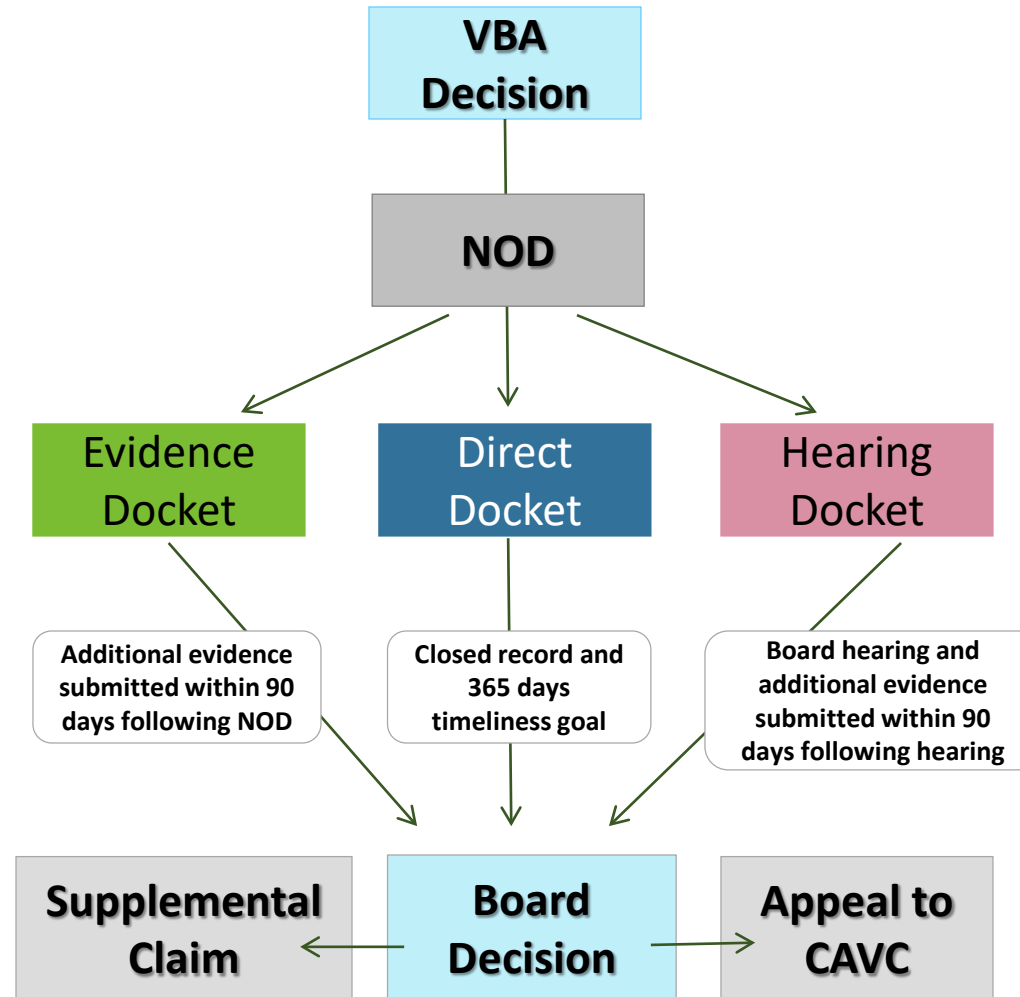 VBA
Decision
NOD
Evidence
Docket
Direct
Docket
Hearing
Docket
Additional evidence
submitted within 90
days following NOD
Closed record and
365 days
timeliness goal
Board hearing and
additional evidence
submitted within 90
days following hearing
Supplemental
Claim
Board
Decision
Appeal to
CAVC